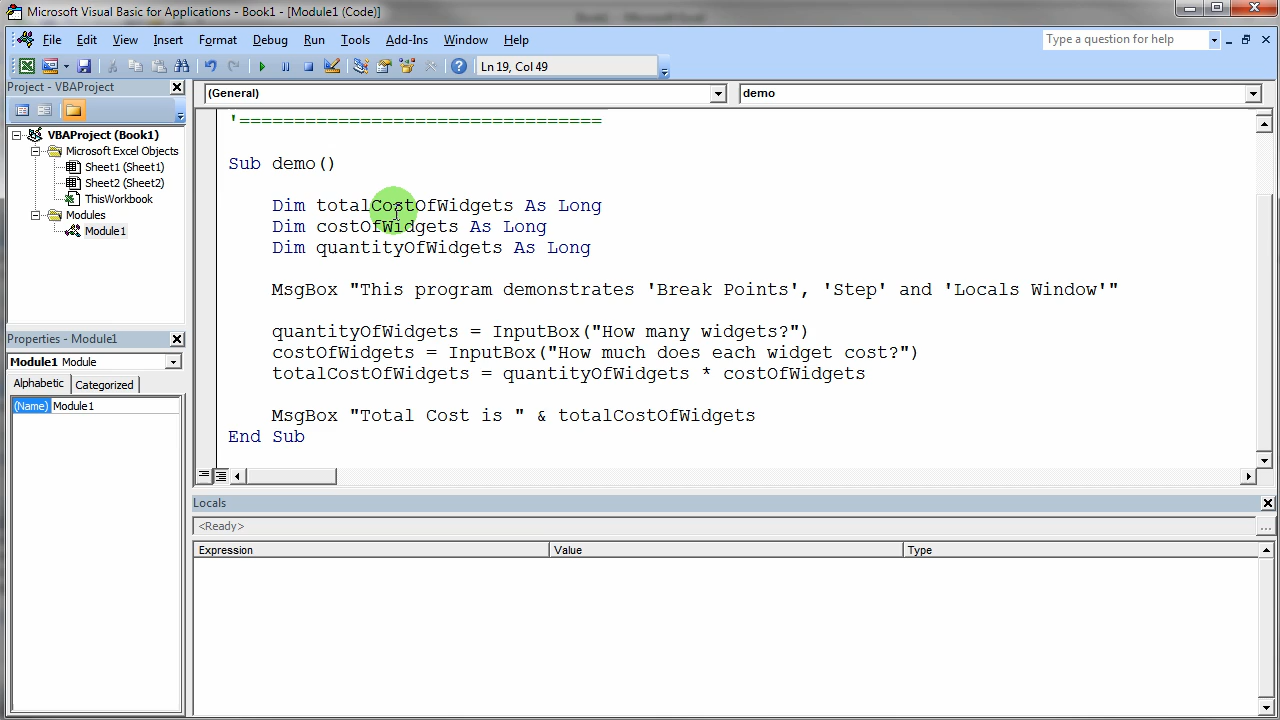 Microsoft Visual Basic for Applications - Book1 - [Module1 (Code)]
File Edit View Insert Format Debug Run Tools Add-Ins Window Help
Type a question for help
Ln 19, Col 49
Project - VBAProject
(General)
demo
VBAProject (Book1)
Microsoft Excel Objects
Sheet1 (Sheet1)
Sheet2 (Sheet2)
ThisWorkbook
Modules
Module1
Properties - Module1
Module1 Module
Alphabetic Categorized
(Name) Module1
'=================================
Sub demo()
Dim totalCostOfWidgets As Long
Dim costOfWidgets As Long
Dim quantityOfWidgets As Long
MsgBox "This program demonstrates 'Break Points', 'Step' and 'Locals Window'"
quantityOfWidgets = InputBox("How many widgets?")
costOfWidgets = InputBox("How much does each widget cost?")
totalCostOfWidgets = quantityOfWidgets * costOfWidgets
MsgBox "Total Cost is " & totalCostOfWidgets
End Sub
Locals
<Ready>
...
Expression Value Type